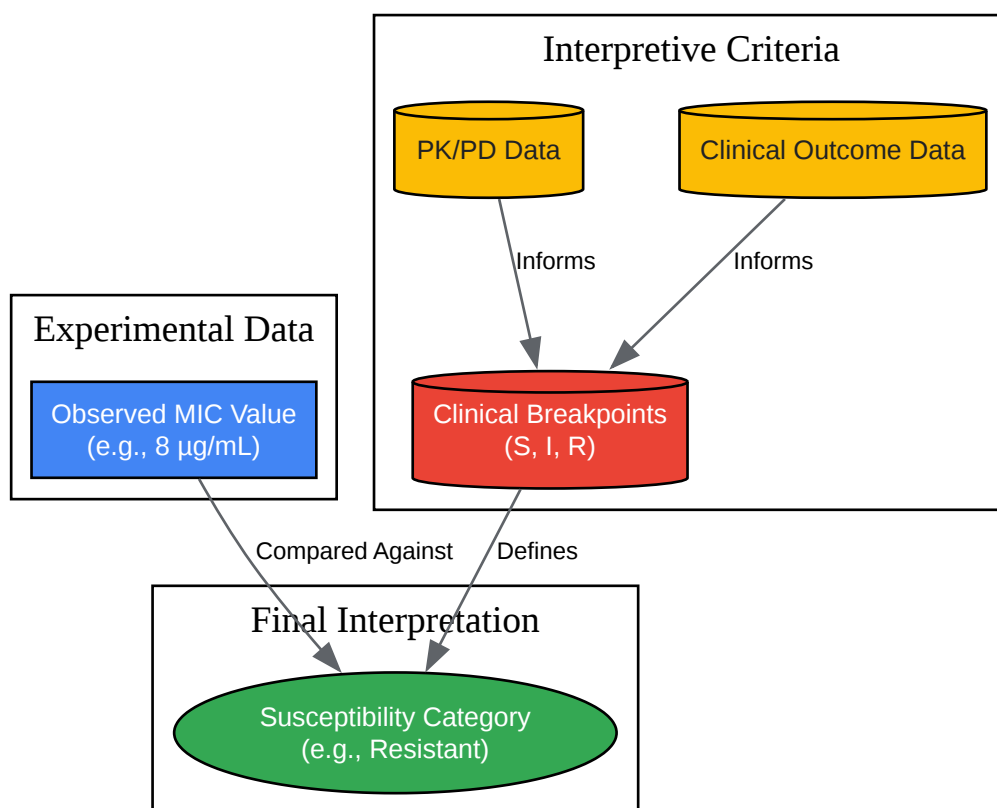 Interpretive Criteria
PK/PD Data
Clinical Outcome Data
Informs
Informs
Experimental Data
Observed MIC Value
(e.g., 8 µg/mL)
Clinical Breakpoints
(S, I, R)
Compared Against
Defines
Final Interpretation
Susceptibility Category
(e.g., Resistant)